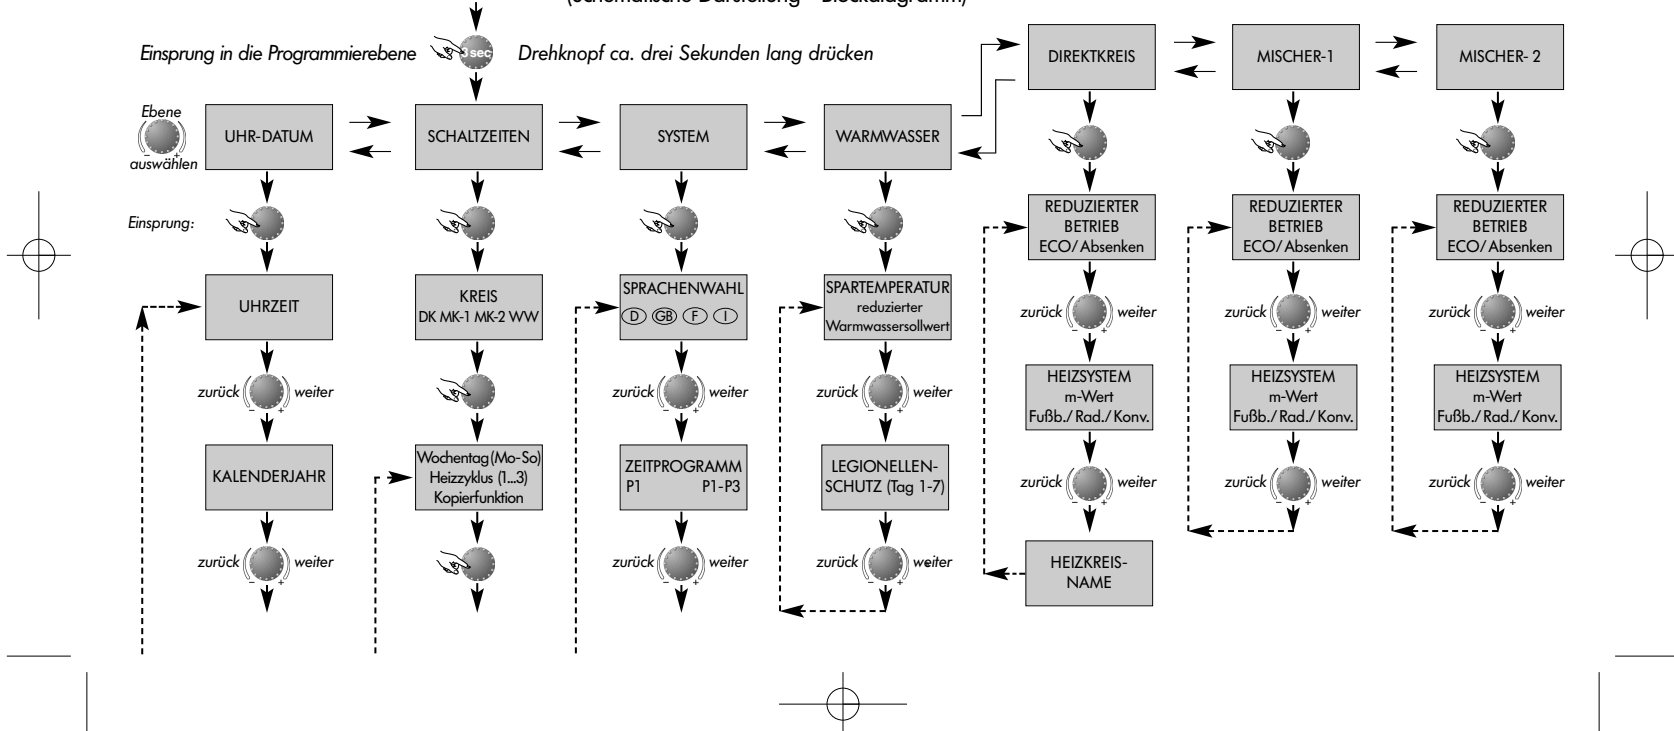 (Schematische Darstellung - Blockdiagramm)
Einsprung in die Programmierebene
3sec
Drehknopf ca. drei Sekunden lang drücken
DIREKTKREIS
MISCHER-1
MISCHER- 2
Ebene
- +
auswählen
UHR-DATUM
SCHALTZEITEN
SYSTEM
WARMWASSER
Einsprung:
REDUZIERTER
BETRIEB
ECO/Absenken
REDUZIERTER
BETRIEB
ECO/Absenken
REDUZIERTER
BETRIEB
ECO/Absenken
UHRZEIT
KREIS
DK MK-1 MK-2 WW
SPRACHENWAHL
D GB F I
SPARTEMPERATUR
reduzierter
Warmwassersollwert
zurück - + weiter
zurück - + weiter
zurück - + weiter
zurück - + weiter
zurück - + weiter
zurück - + weiter
HEIZSYSTEM
m-Wert
Fußb./Rad./Konv.
HEIZSYSTEM
m-Wert
Fußb./Rad./Konv.
HEIZSYSTEM
m-Wert
Fußb./Rad./Konv.
KALENDERJAHR
Wochentag(Mo-So)
Heizzyklus (1...3)
Kopierfunktion
ZEITPROGRAMM
P1 P1-P3
LEGIONELLEN-
SCHUTZ (Tag 1-7)
zurück - + weiter
zurück - + weiter
zurück - + weiter
zurück - + weiter
zurück - + weiter
zurück - + weiter
HEIZKREIS-
NAME